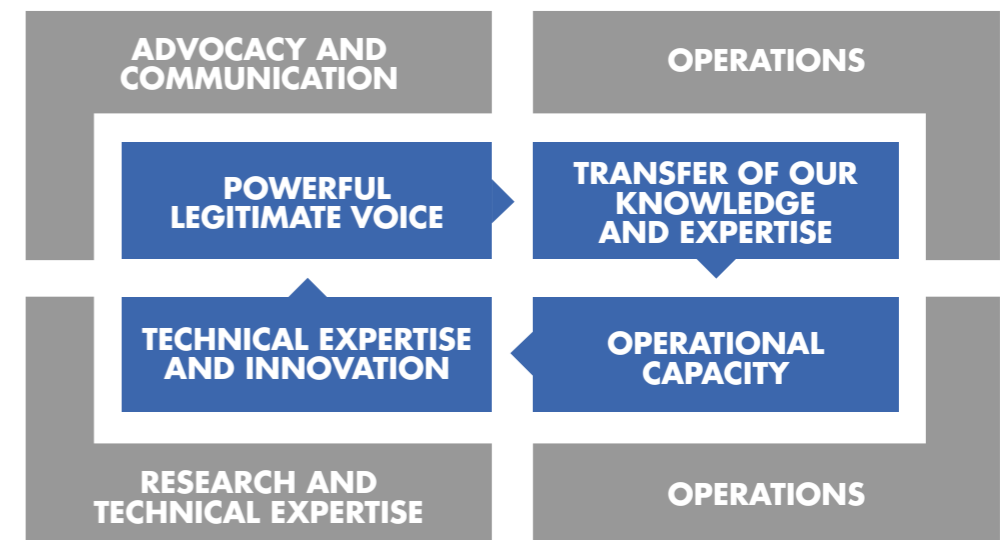 ADVOCACY AND
COMMUNICATION
OPERATIONS
POWERFUL
LEGITIMATE VOICE
TRANSFER OF OUR
KNOWLEDGE
AND EXPERTISE
TECHNICAL EXPERTISE
AND INNOVATION
OPERATIONAL
CAPACITY
RESEARCH AND
TECHNICAL EXPERTISE
OPERATIONS